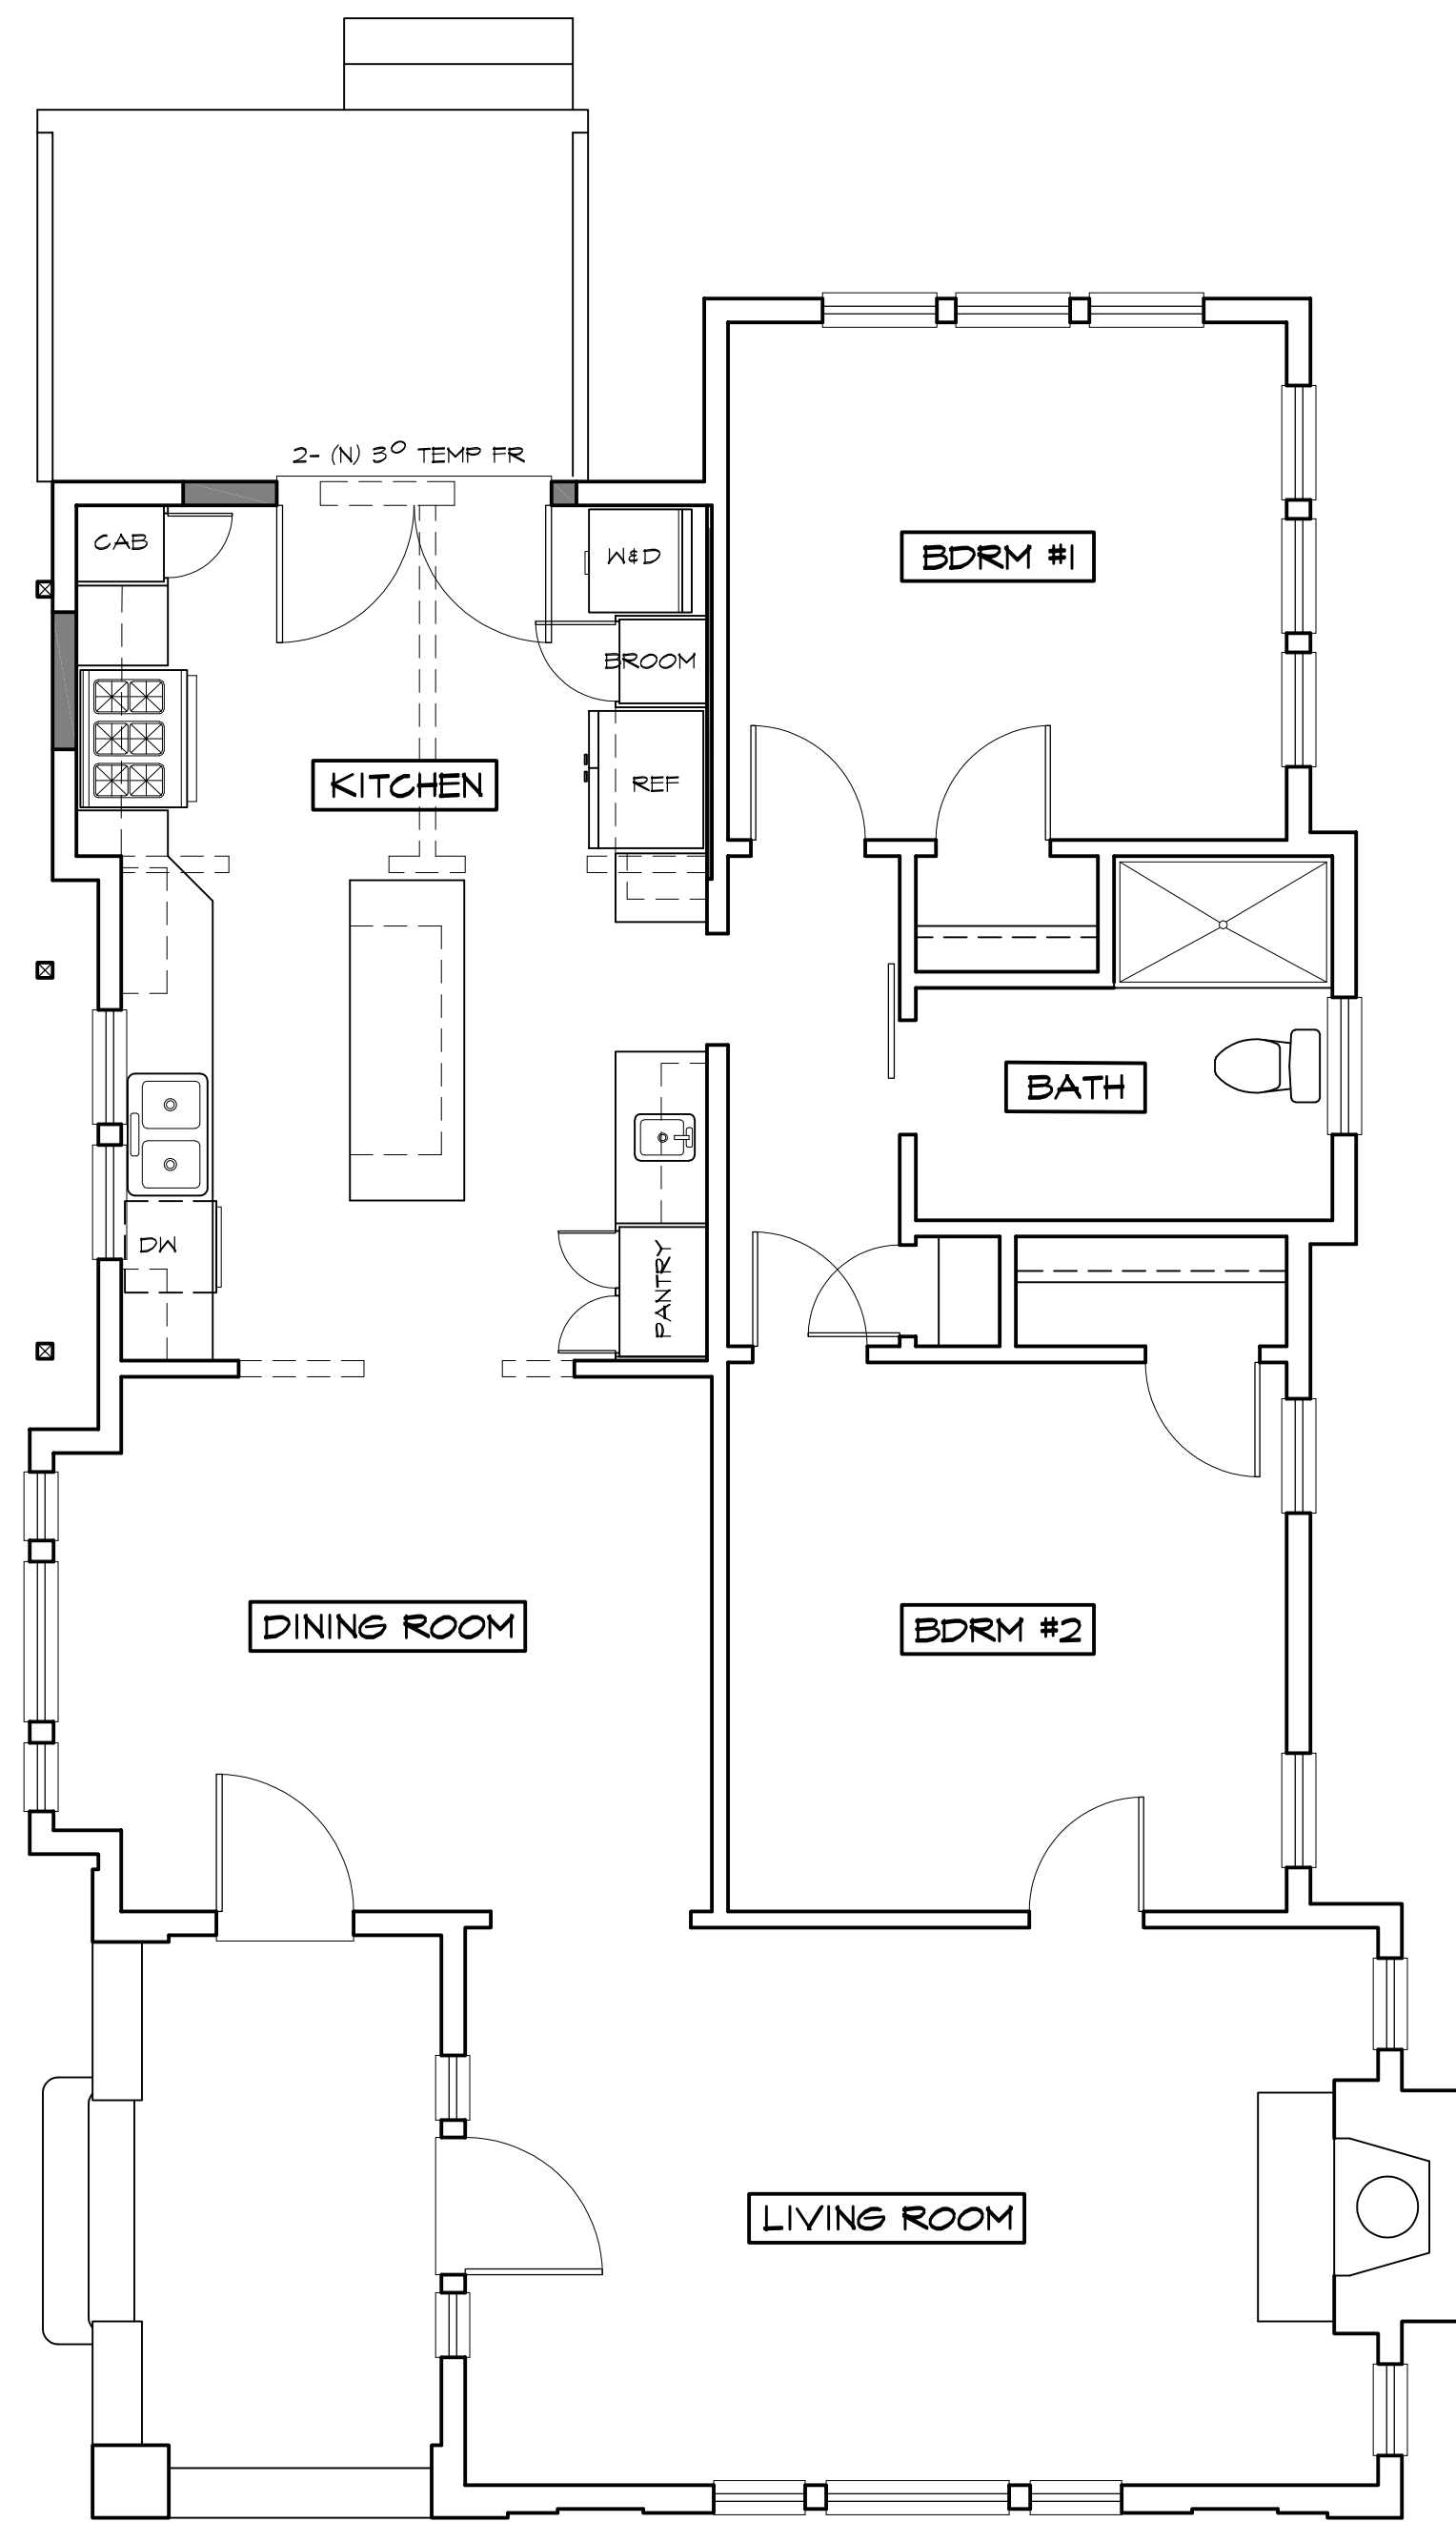 2- (N) 3⁰ TEMP FR
CAB
W&D
BDRM #1
BROOM
KITCHEN
REF
BATH
DW
PANTRY
DINING ROOM
BDRM #2
LIVING ROOM